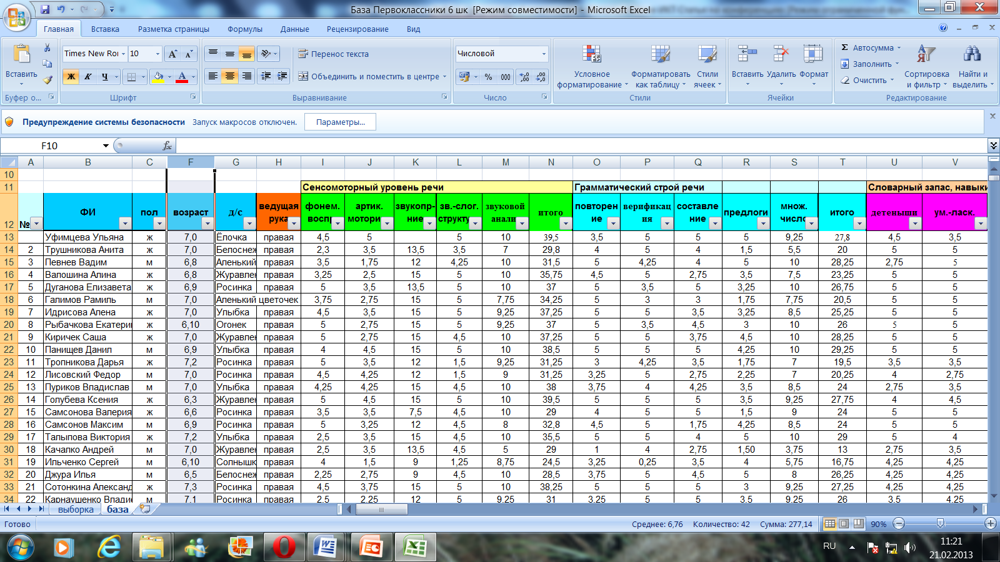 База Первоклассники 6 шк [Режим совместимости] - Microsoft Excel
Главная Вставка Разметка страницы Формулы Данные Рецензирование Вид
Times New Ror 10 Перенос текста Числовой Автосумма
Вставить Ж К Ч Объединить и поместить в центре % 000 Условное форматирование Форматировать как таблицу Стили ячеек Вставить Удалить Формат Заполнить Очистить Сортировка и фильтр Найти и выделить
Буфер о... Шрифт Выравнивание Число Стили Ячейки Редактирование
Предупреждение системы безопасности Запуск макросов отключен. Параметры...
F10 fx
A B C F G H I J K L M N O P Q R S T U V
10
11 Сенсомоторный уровень речи Грамматический строй речи Словарный запас, навыки
12 № ФИ пол возраст д/с ведущая рука фонем. восп артик. мотори звукопр-ние зв.-слог. структу звуковой анали итого повторен ие верификац ия составле ние предлоги множ. число итого детеныши ум.-ласк.
13 Уфимцева Ульяна ж 7,0 Ёлочка правая 4,5 5 5 10 39,5 3,5 5 5 5 9,25 27,8 4,5 3,5
14 2 Трушникова Анита ж 7,0 Белоснеж правая 2,3 3,5 13,5 3,5 7 29,8 4 5 4 1,5 5,5 20 5 5
15 3 Певнев Вадим м 6,8 Аленький правая 3,5 1,75 12 4,25 10 31,5 5 4,25 4 5 10 28,25 2,75 5
16 4 Валошина Алина ж 6,8 Журавле правая 3,25 2,5 15 5 10 35,75 4,5 5 2,75 3,5 7,5 23,25 5 5
17 5 Дуганова Елизавета ж 6,9 Росинка правая 5 3,5 13,5 5 10 37 5 3,5 5 3,25 10 26,75 5 5
18 6 Галимов Рамиль м 7,0 Аленький цветочек 3,75 2,75 15 5 7,75 34,25 5 3 3 1,75 7,75 20,5 5 5
19 7 Идрисова Алена ж 7,0 Улыбка правая 4,5 3,5 15 5 9,25 37,25 5 5 3,5 3,25 8,5 25,25 5 5
20 8 Рыбачкова Екатери ж 6,10 Огонек правая 5 2,75 15 5 9,25 37 5 3,5 4,5 3 10 26 5 5
21 9 Киричек Саша ж 7,0 Журавле правая 5 2,75 15 4,5 10 37,25 5 5 3,75 4,5 10 28,25 5 5
22 10 Панищев Данил м 6,9 Улыбка правая 4 4,5 15 5 10 38,5 5 5 5 4,25 10 29,25 5 5
23 11 Тропникова Дарья ж 7,2 Росинка правая 5 3,5 12 1,5 9,25 31,25 3 4,25 3,5 1,75 7 19,5 3,5 3,5
24 12 Лисовский Федор м 7,0 Росинка правая 4,5 4,25 12 1,5 9 31,25 3,25 5 2,75 2,25 7 20,25 4 2,75
25 13 Пуриков Владислав м 7,0 Улыбка правая 4,25 4,25 15 4,5 10 38 3,75 4 4,25 3,5 8,5 24 2,75 3,5
26 14 Голубева Ксения ж 6,3 Журавле правая 5 4,5 15 5 10 39,5 5 5 5 3,5 9,25 27,75 4 4,5
27 15 Самсонова Валерия ж 6,6 Росинка правая 3,5 3,5 7,5 4,5 10 29 4 5 5 1,5 9 24 5 5
28 16 Самсонов Максим м 6,9 Росинка правая 5 3,25 12 4,5 8 32,8 4,5 5 1,75 4,25 8,5 24 5 5
29 17 Талыпова Виктория ж 7,2 Улыбка правая 2,5 3,5 15 4,5 10 35,5 5 5 4 5 10 29 5 4
30 18 Качалко Андрей м 7,0 Журавле правая 2,5 3,5 13,5 4,5 5 29 1 4 2,75 1,50 3,75 13 2,75 3,5
31 19 Ильченко Сергей м 6,10 Солнышк правая 4 1,5 9 1,25 8,75 24,5 3,25 0,25 3,5 4 5,75 16,75 4,25 4,25
32 20 Джура Илья м 6,5 Белоснеж правая 2,25 2,75 9 4,5 10 28,5 3,75 5 4,5 5 8 26,25 4,25 4,25
33 21 Сотонкина Александ ж 7,3 Росинка правая 4,5 3,75 15 5 10 38,25 5 5 5 3 9,25 27,25 4,25 4,25
34 22 Карнаушенко Влади м 7,1 Росинка правая 2,5 2,25 12 5 9,25 31 3,25 5 5 3,5 9,25 26 3,5 4,25
выборка база
Готово Среднее: 6,76 Количество: 42 Сумма: 277,14 90%
RU 11:21
21.02.2013